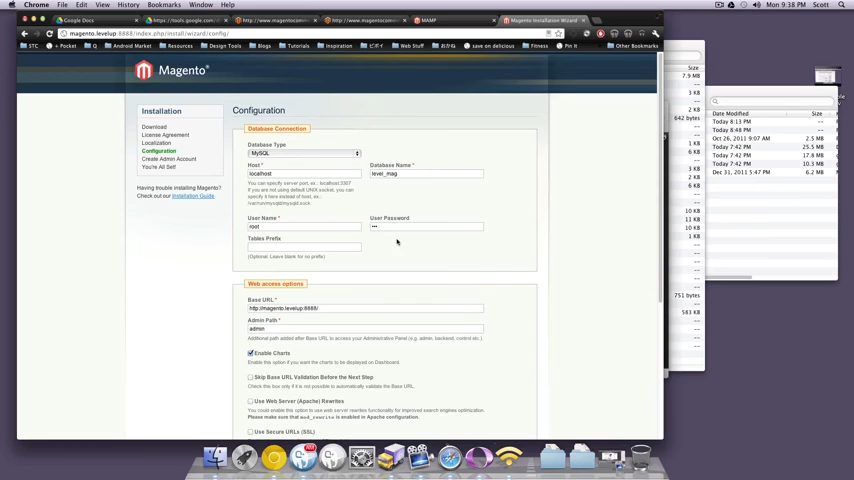 Chrome File Edit View History Bookmarks Window Help
Mon 9:38 PM Scott
Google Docs
https://tools.google.com/d
http://www.magentocomm
http://www.magentocomm
MAMP
Magento Installation Wizard
magento.levelup:8888/index.php/install/wizard/config/
STC
+ Pocket
Q
Android Market
Resources
Design Tools
Blogs
Inspiration
Web Stuff
save on delicious
Fitness
Pin It
Other Bookmarks
Magento®
Installation
Download
License Agreement
Localization
Configuration
Create Admin Account
You're All Set!
Having trouble installing Magento?
Check out our Installation Guide
Configuration
Database Connection
Database Type
MySQL
Host * Database Name *
localhost level_mag
You can specify server port, ex.: localhost:3307
If you are not using default UNIX socket, you can
specify it here instead of host, ex.:
/var/run/mysqld/mysqld.sock
User Name * User Password
root •••
Tables Prefix
(Optional. Leave blank for no prefix)
Web access options
Base URL *
http://magento.levelup:8888/
Admin Path *
admin
Additional path added after Base URL to access your Administrative Panel (e.g. admin, backend, control etc.).
Enable Charts
Enable this option if you want the charts to be displayed on Dashboard.
Skip Base URL Validation Before the Next Step
Check this box only if it is not possible to automatically validate the Base URL.
Use Web Server (Apache) Rewrites
You could enable this option to use web server rewrites functionality for improved search engines optimization.
Please make sure that mod_rewrite is enabled in Apache configuration.
Use Secure URLs (SSL)
Size
7.9 MB
3 KB
642 bytes
1 KB
6 KB
3 KB
2 KB
10 KB
11 KB
1 KB
751 bytes
583 KB
Date Modified Size
Today 8:13 PM --
Today 8:48 PM --
Oct 26, 2011 9:07 AM 2.5 MB
Today 7:42 PM 25.5 MB
Today 7:42 PM 17.8 MB
Today 7:42 PM 10.3 MB
Dec 31, 2011 5:47 PM 6.2 MB